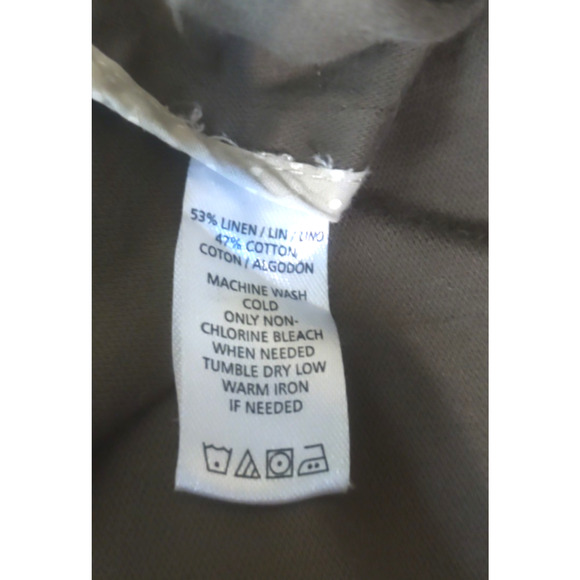 53% LINEN / LIN / LINO
47% COTTON
COTON / ALGODÓN
MACHINE WASH
COLD
ONLY NON-
CHLORINE BLEACH
WHEN NEEDED
TUMBLE DRY LOW
WARM IRON
IF NEEDED